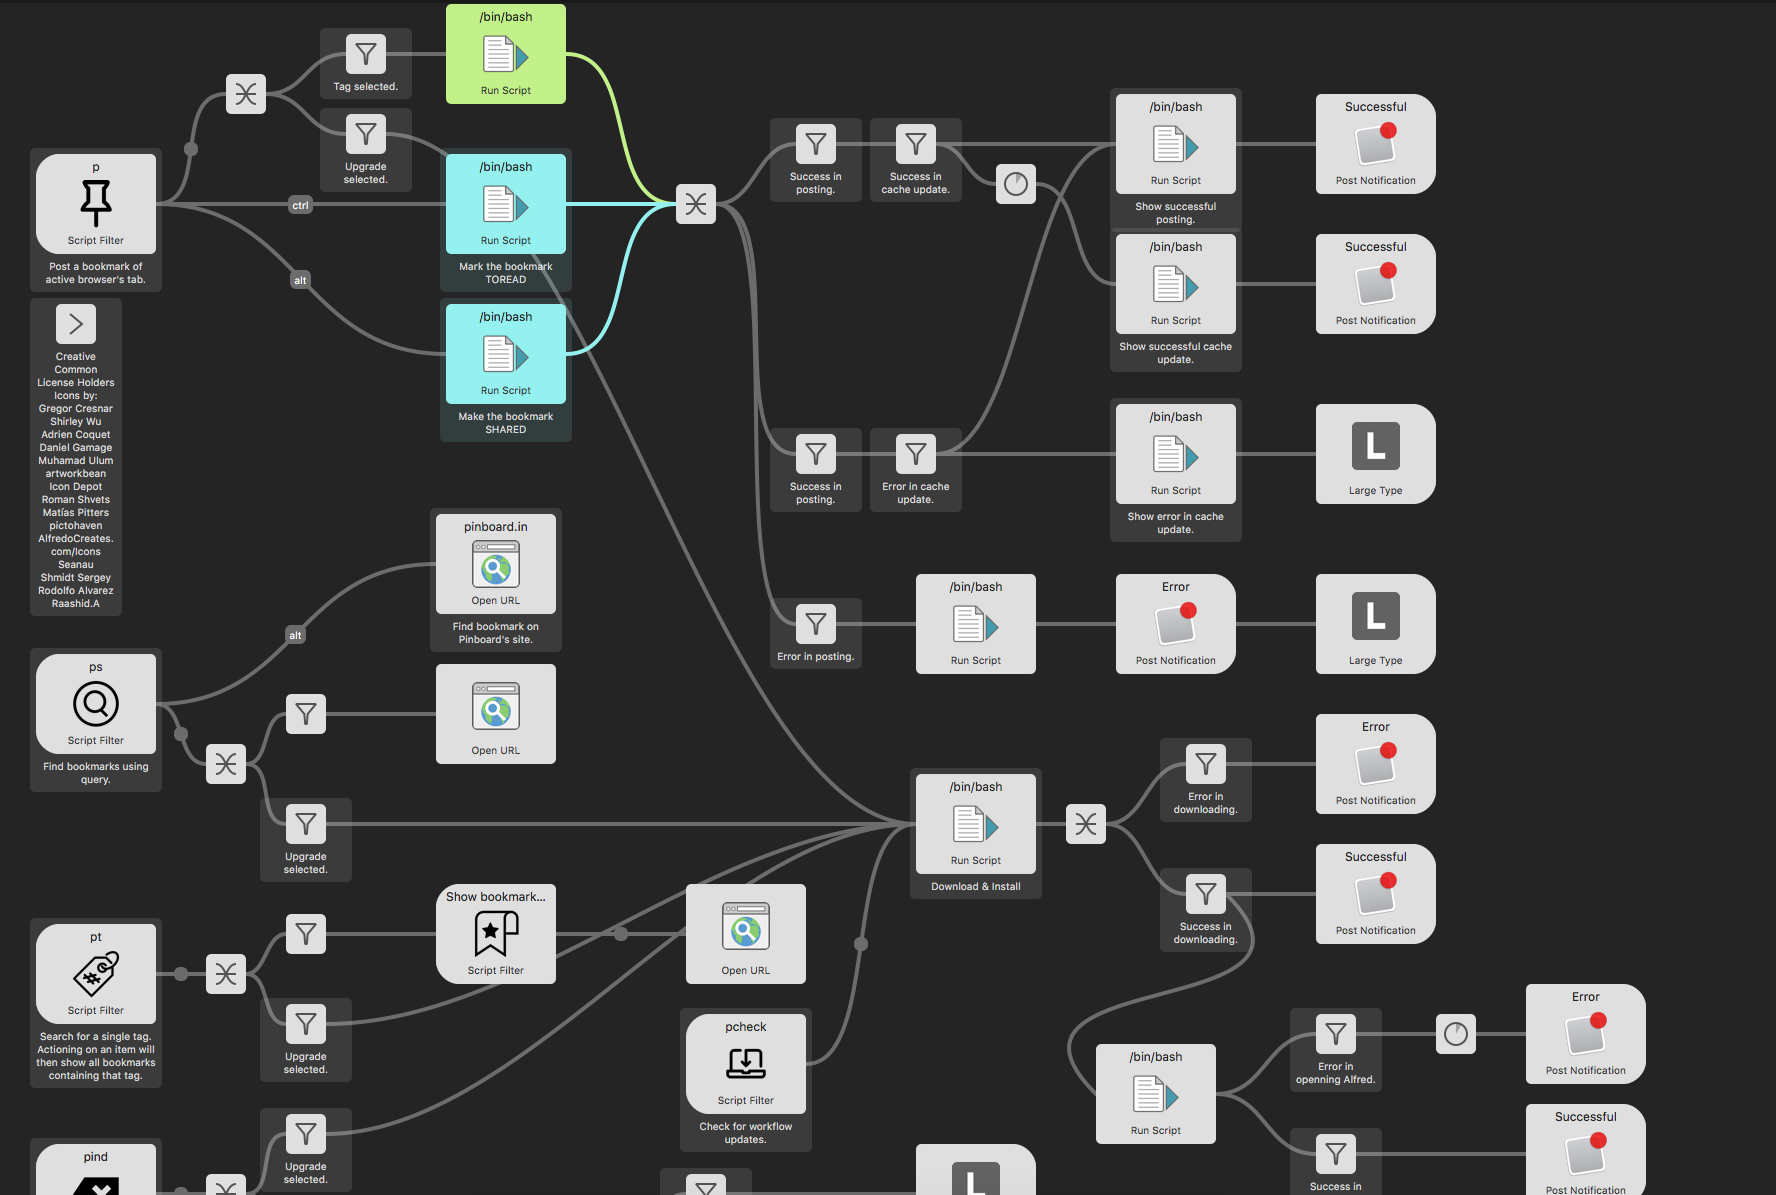 /bin/bash
Run Script
Tag selected.
Upgrade
selected.
p
Script Filter
Post a bookmark of
active browser's tab.
ctrl
alt
/bin/bash
Run Script
Mark the bookmark
TOREAD
/bin/bash
Run Script
Make the bookmark
SHARED
Creative
Common
License Holders
Icons by:
Gregor Cresnar
Shirley Wu
Adrien Coquet
Daniel Gamage
Muhamad Ulum
artworkbean
Icon Depot
Roman Shvets
Matías Pitters
pictohaven
AlfredoCreates.
com/Icons
Seanau
Shmidt Sergey
Rodolfo Alvarez
Raashid.A
Success in
posting.
Success in
cache update.
/bin/bash
Run Script
Show successful
posting.
Successful
Post Notification
/bin/bash
Run Script
Show successful cache
update.
Successful
Post Notification
Success in
posting.
Error in cache
update.
/bin/bash
Run Script
Show error in cache
update.
L
Large Type
Error in posting.
/bin/bash
Run Script
Error
Post Notification
L
Large Type
pinboard.in
Open URL
Find bookmark on
Pinboard's site.
alt
ps
Script Filter
Find bookmarks using
query.
Open URL
Upgrade
selected.
/bin/bash
Run Script
Download & Install
Error in
downloading.
Error
Post Notification
Success in
downloading.
Successful
Post Notification
pt
#
Script Filter
Search for a single tag.
Actioning on an item will
then show all bookmarks
containing that tag.
Show bookmark...
Script Filter
Open URL
Upgrade
selected.
pcheck
Script Filter
Check for workflow
updates.
/bin/bash
Run Script
Error in
openning Alfred.
Error
Post Notification
Success in
Successful
Post Notification
pind
Upgrade
selected.
L